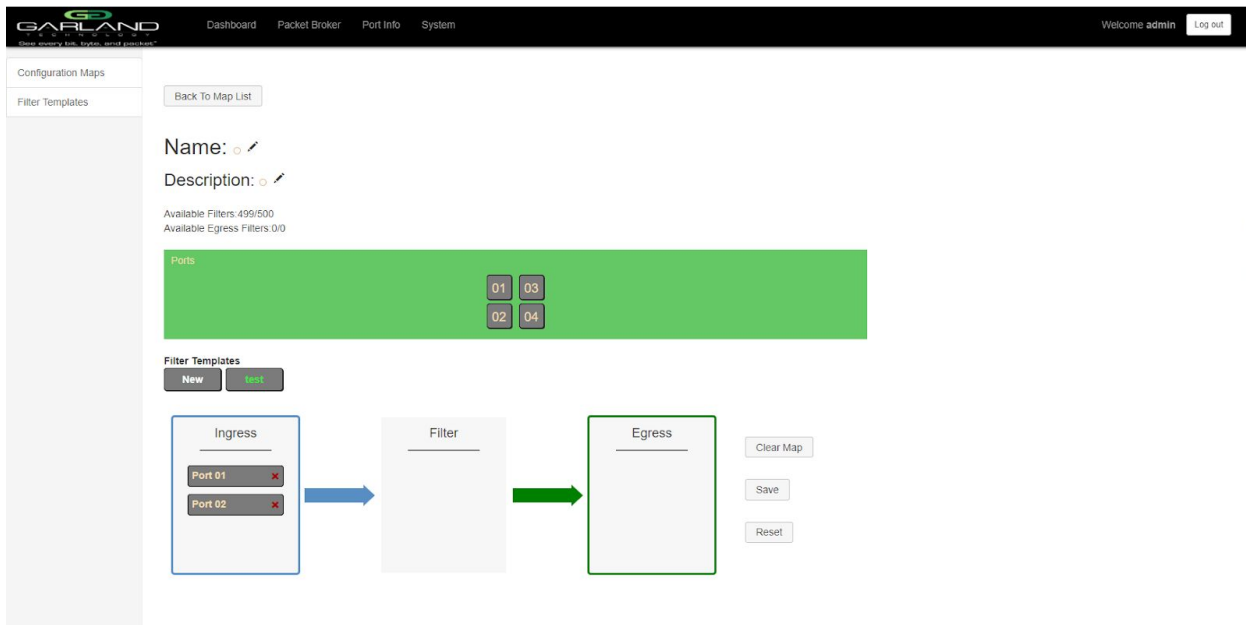 GARLAND
TECHNOLOGY
See every bit, byte, and packet™
Dashboard Packet Broker Port Info System
Welcome admin Log out
Configuration Maps
Filter Templates
Back To Map List
Name:
Description:
Available Filters:499/500
Available Egress Filters:0/0
Ports
01 03
02 04
Filter Templates
New test
Ingress Filter Egress
Port 01
Port 02
Clear Map
Save
Reset